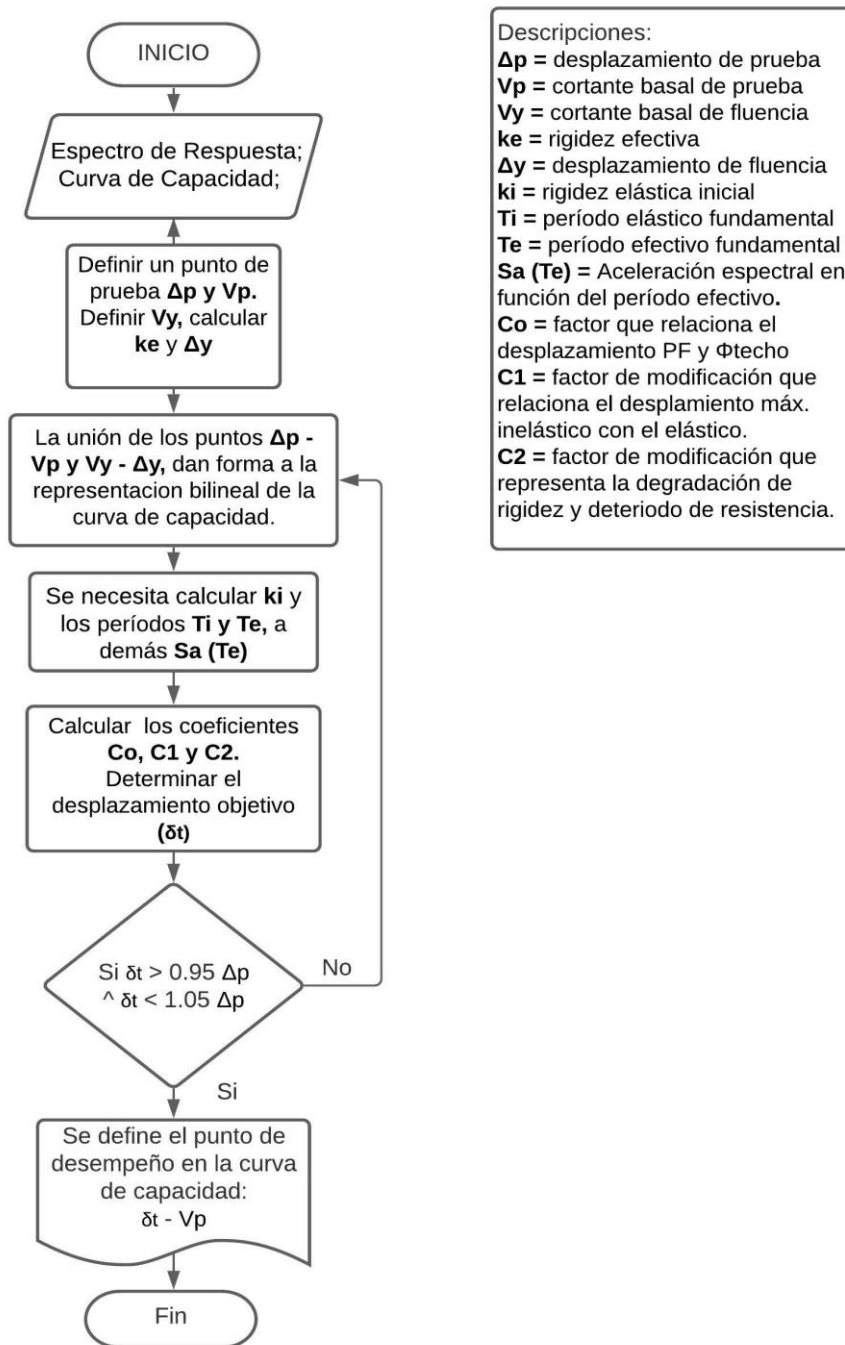 INICIO
Espectro de Respuesta;
Curva de Capacidad;
Definir un punto de
prueba Δp y Vp.
Definir Vy, calcular
ke y Δy
La unión de los puntos Δp -
Vp y Vy - Δy, dan forma a la
representacion bilineal de la
curva de capacidad.
Se necesita calcular ki y
los períodos Ti y Te, a
demás Sa (Te)
Calcular los coeficientes
Co, C1 y C2.
Determinar el
desplazamiento objetivo
(δt)
Si δt > 0.95 Δp
^ δt < 1.05 Δp
No
Si
Se define el punto de
desempeño en la curva
de capacidad:
δt - Vp
Fin
Descripciones:
Δp = desplazamiento de prueba
Vp = cortante basal de prueba
Vy = cortante basal de fluencia
ke = rigidez efectiva
Δy = desplazamiento de fluencia
ki = rigidez elástica inicial
Ti = período elástico fundamental
Te = período efectivo fundamental
Sa (Te) = Aceleración espectral en
función del período efectivo.
Co = factor que relaciona el
desplazamiento PF y Φtecho
C1 = factor de modificación que
relaciona el desplamiento máx.
inelástico con el elástico.
C2 = factor de modificación que
representa la degradación de
rigidez y deteriodo de resistencia.